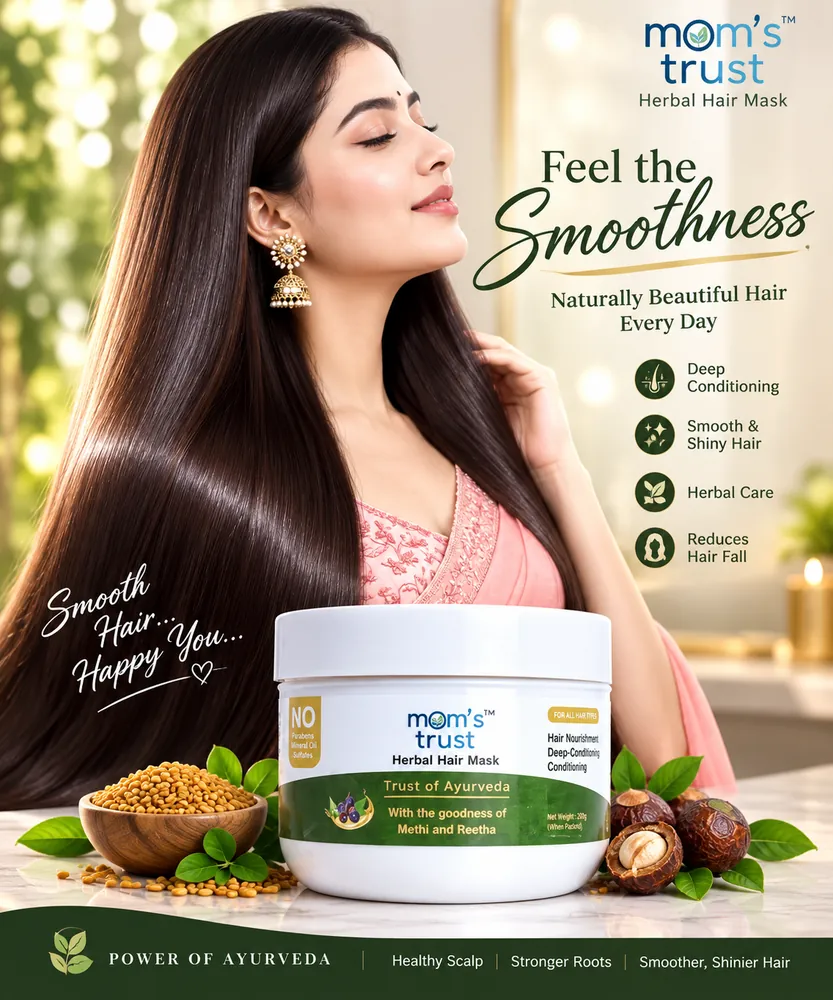 mom's™
trust
Herbal Hair Mask
Feel the
Smoothness
Naturally Beautiful Hair
Every Day
Deep
Conditioning
Smooth &
Shiny Hair
Herbal Care
Reduces
Hair Fall
Smooth
Hair...
Happy You...
NO
Parabens
Mineral Oil
Sulfates
mom's™
trust
Herbal Hair Mask
FOR ALL HAIR TYPES
Hair Nourishment
Deep-Conditioning
Conditioning
Trust of Ayurveda
With the goodness of
Methi and Reetha
Net Weight: 200g
(When Packed)
POWER OF AYURVEDA | Healthy Scalp | Stronger Roots | Smoother, Shinier Hair